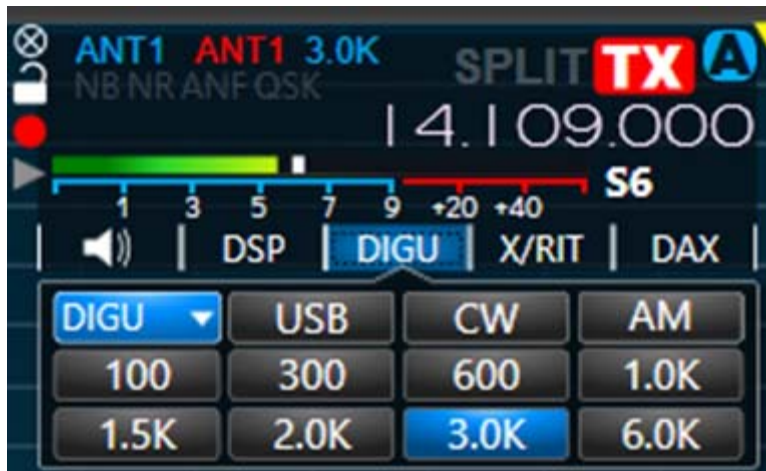 ANT1 ANT1 3.0K SPLIT TX A
NB NR ANF QSK
14.109.000
S6
1 3 5 7 9 +20 +40
DSP DIGU X/RIT DAX
DIGU USB CW AM
100 300 600 1.0K
1.5K 2.0K 3.0K 6.0K